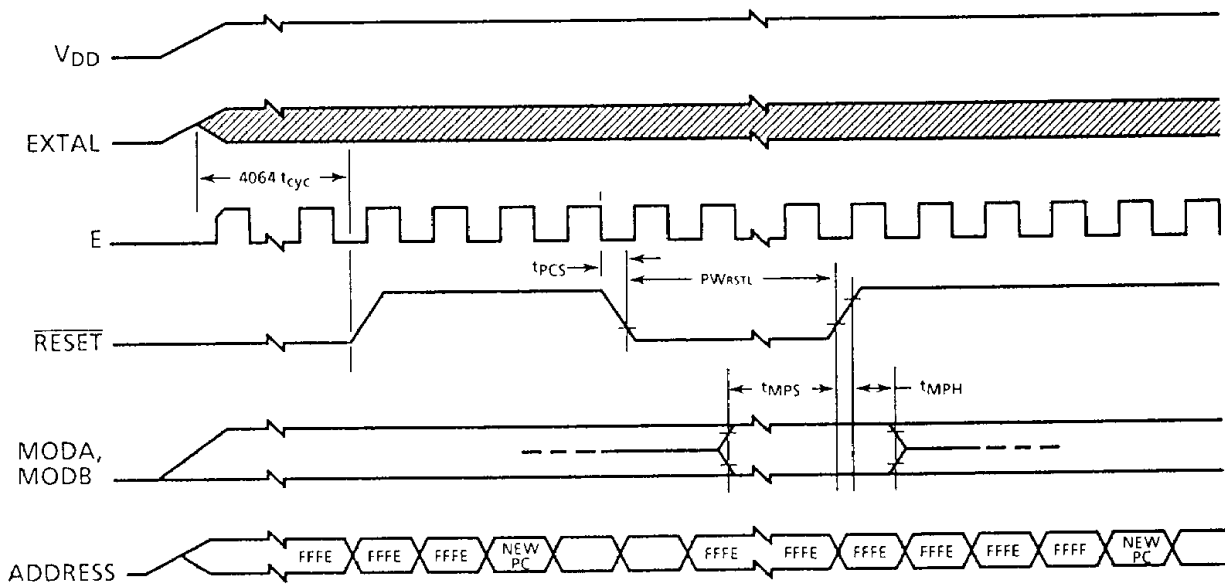 VDD
EXTAL
4064 tcyc
E
tPCS
PWRSTL
RESET
tMPS
tMPH
MODA,
MODB
ADDRESS
FFFE
FFFE
FFFE
NEW
PC
FFFE
FFFE
FFFE
FFFE
FFFE
FFFF
NEW
PC